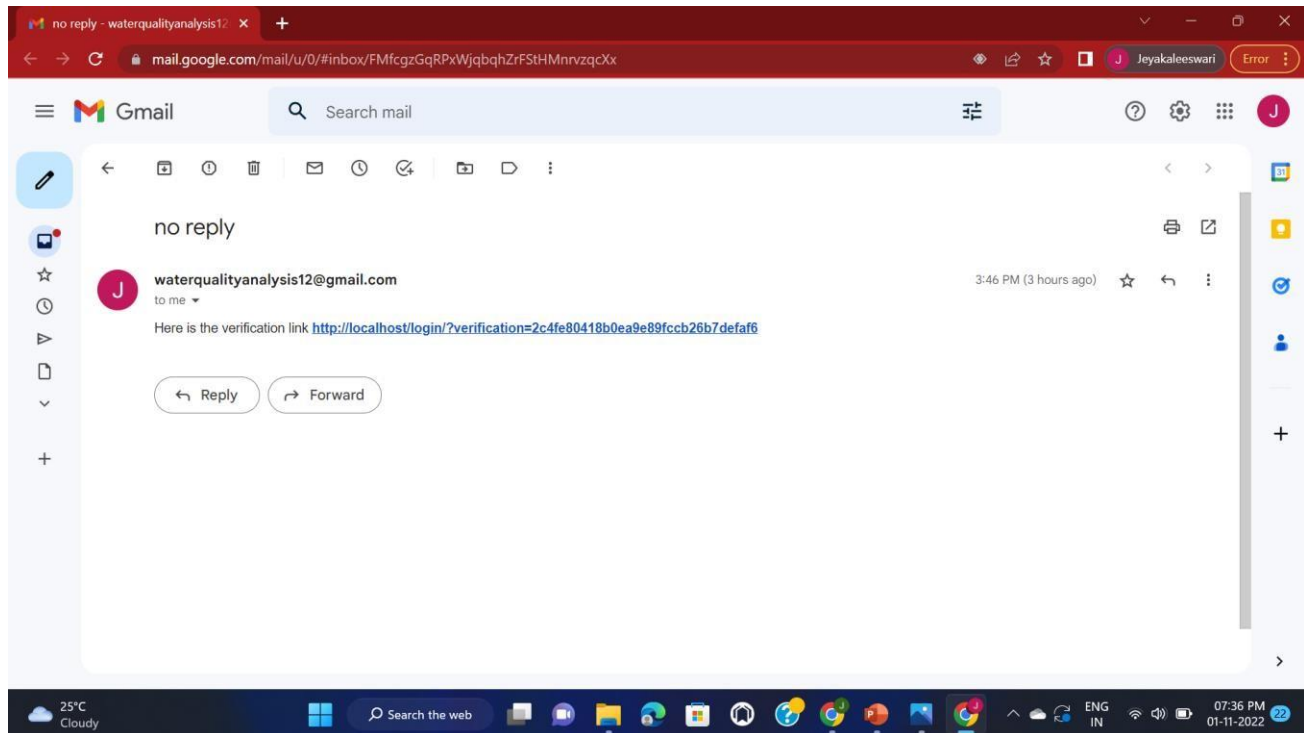 no reply - waterqualityanalysis12
mail.google.com/mail/u/0/#inbox/FMfcgzGqRPxWjqbqhZrFStHMnrvzqcXx
J Jeyakaleeswari
Error
Gmail
Search mail
J
31
no reply
J
waterqualityanalysis12@gmail.com
3:46 PM (3 hours ago)
to me
Here is the verification link http://localhost/login/?verification=2c4fe80418b0ea9e89fccb26b7defaf6
Reply
Forward
25°C
Cloudy
Search the web
ENG
IN
07:36 PM
01-11-2022
22